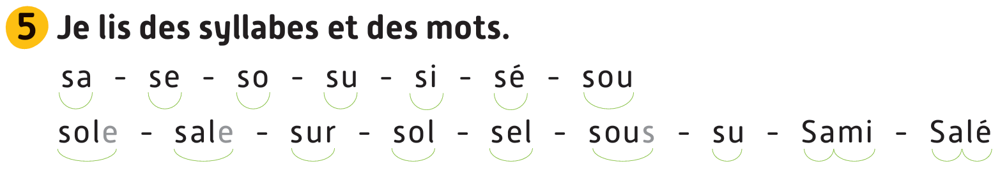 5 Je lis des syllabes et des mots.
sa - se - so - su - si - sé - sou
sole - sale - sur - sol - sel - sous - su - Sami - Salé